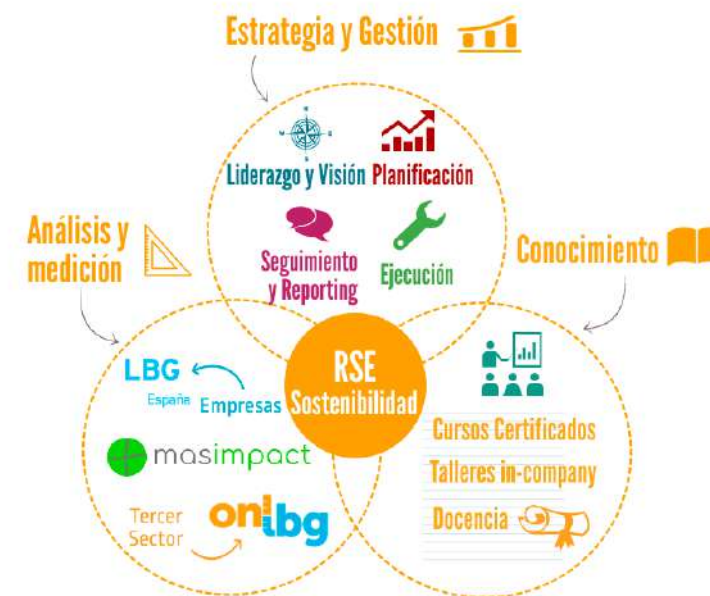 Estrategia y Gestión
Liderazgo y Visión
Planificación
Seguimiento
y Reporting
Ejecución
Análisis y
medición
Conocimiento
RSE
Sostenibilidad
LBG
España
Empresas
masimpact
Tercer
Sector
onlbg
Cursos Certificados
Talleres in-company
Docencia